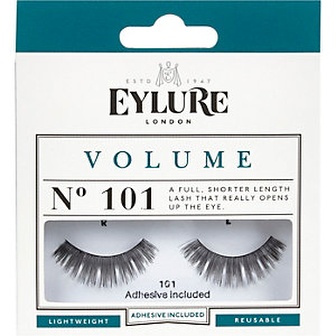 ESTD 1947
EYLURE
LONDON
VOLUME
Nº 101
A FULL, SHORTER LENGTH
LASH THAT REALLY OPENS
UP THE EYE.
R L
101
Adhesive included
LIGHTWEIGHT
ADHESIVE INCLUDED
REUSABLE